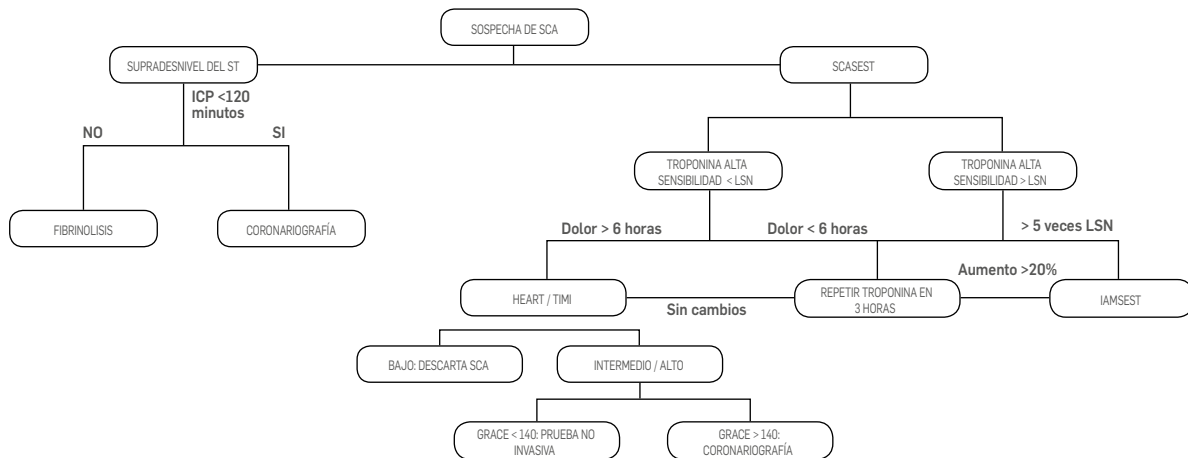 SOSPECHA DE SCA
SUPRADESNIVEL DEL ST
SCASEST
ICP <120
minutos
NO
SI
TROPONINA ALTA
SENSIBILIDAD < LSN
TROPONINA ALTA
SENSIBILIDAD > LSN
FIBRINOLISIS
CORONARIOGRAFÍA
Dolor > 6 horas
Dolor < 6 horas
> 5 veces LSN
Aumento >20%
HEART / TIMI
Sin cambios
REPETIR TROPONINA EN
3 HORAS
IAMSEST
BAJO: DESCARTA SCA
INTERMEDIO / ALTO
GRACE < 140: PRUEBA NO
INVASIVA
GRACE > 140:
CORONARIOGRAFÍA